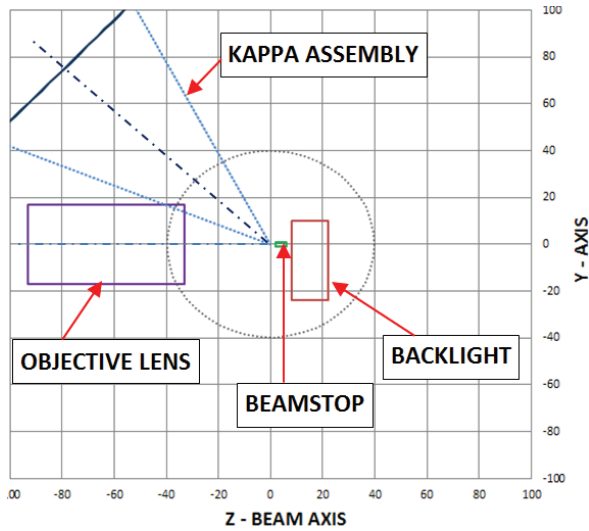 100
80
KAPPA ASSEMBLY
60
40
20
0
Y - AXIS
-20
OBJECTIVE LENS
BACKLIGHT
-40
-60
BEAMSTOP
-80
-100
.00 -80 -60 -40 -20 0 20 40 60 80 100
Z - BEAM AXIS